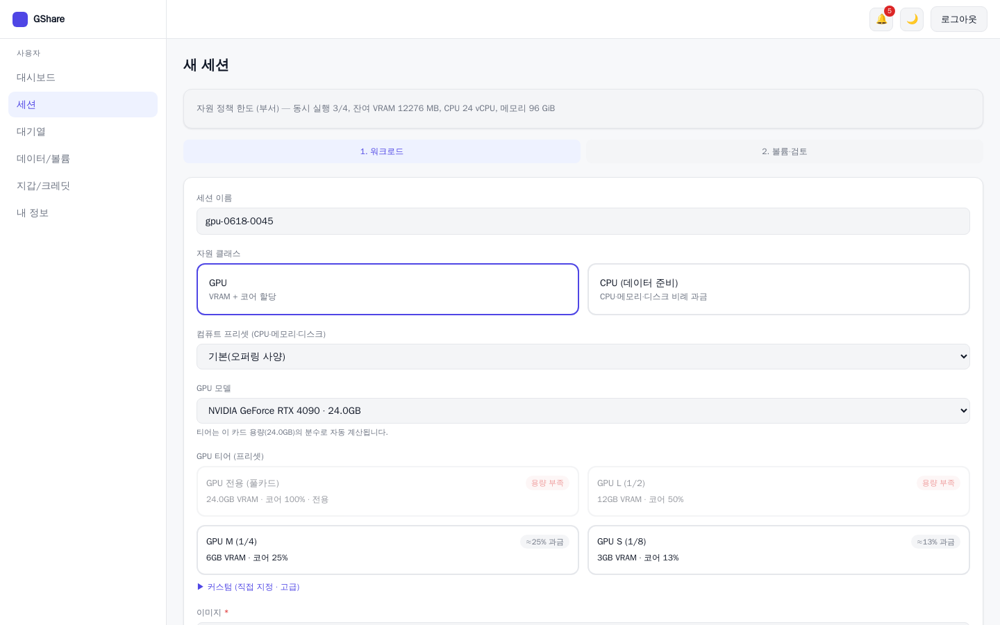 GShare
5
로그아웃
사용자
대시보드
세션
대기열
데이터/볼륨
지갑/크레딧
내 정보
새 세션
자원 정책 한도 (부서) — 동시 실행 3/4, 잔여 VRAM 12276 MB, CPU 24 vCPU, 메모리 96 GiB
1. 워크로드
2. 볼륨·검토
세션 이름
gpu-0618-0045
자원 클래스
GPU
VRAM + 코어 할당
CPU (데이터 준비)
CPU·메모리·디스크 비례 과금
컴퓨트 프리셋 (CPU·메모리·디스크)
기본(오퍼링 사양)
GPU 모델
NVIDIA GeForce RTX 4090 · 24.0GB
티어는 이 카드 용량(24.0GB)의 분수로 자동 계산됩니다.
GPU 티어 (프리셋)
GPU 전용 (풀카드)
용량 부족
24.0GB VRAM · 코어 100% · 전용
GPU L (1/2)
용량 부족
12GB VRAM · 코어 50%
GPU M (1/4)
≈25% 과금
6GB VRAM · 코어 25%
GPU S (1/8)
≈13% 과금
3GB VRAM · 코어 13%
▶ 커스텀 (직접 지정 · 고급)
이미지 *